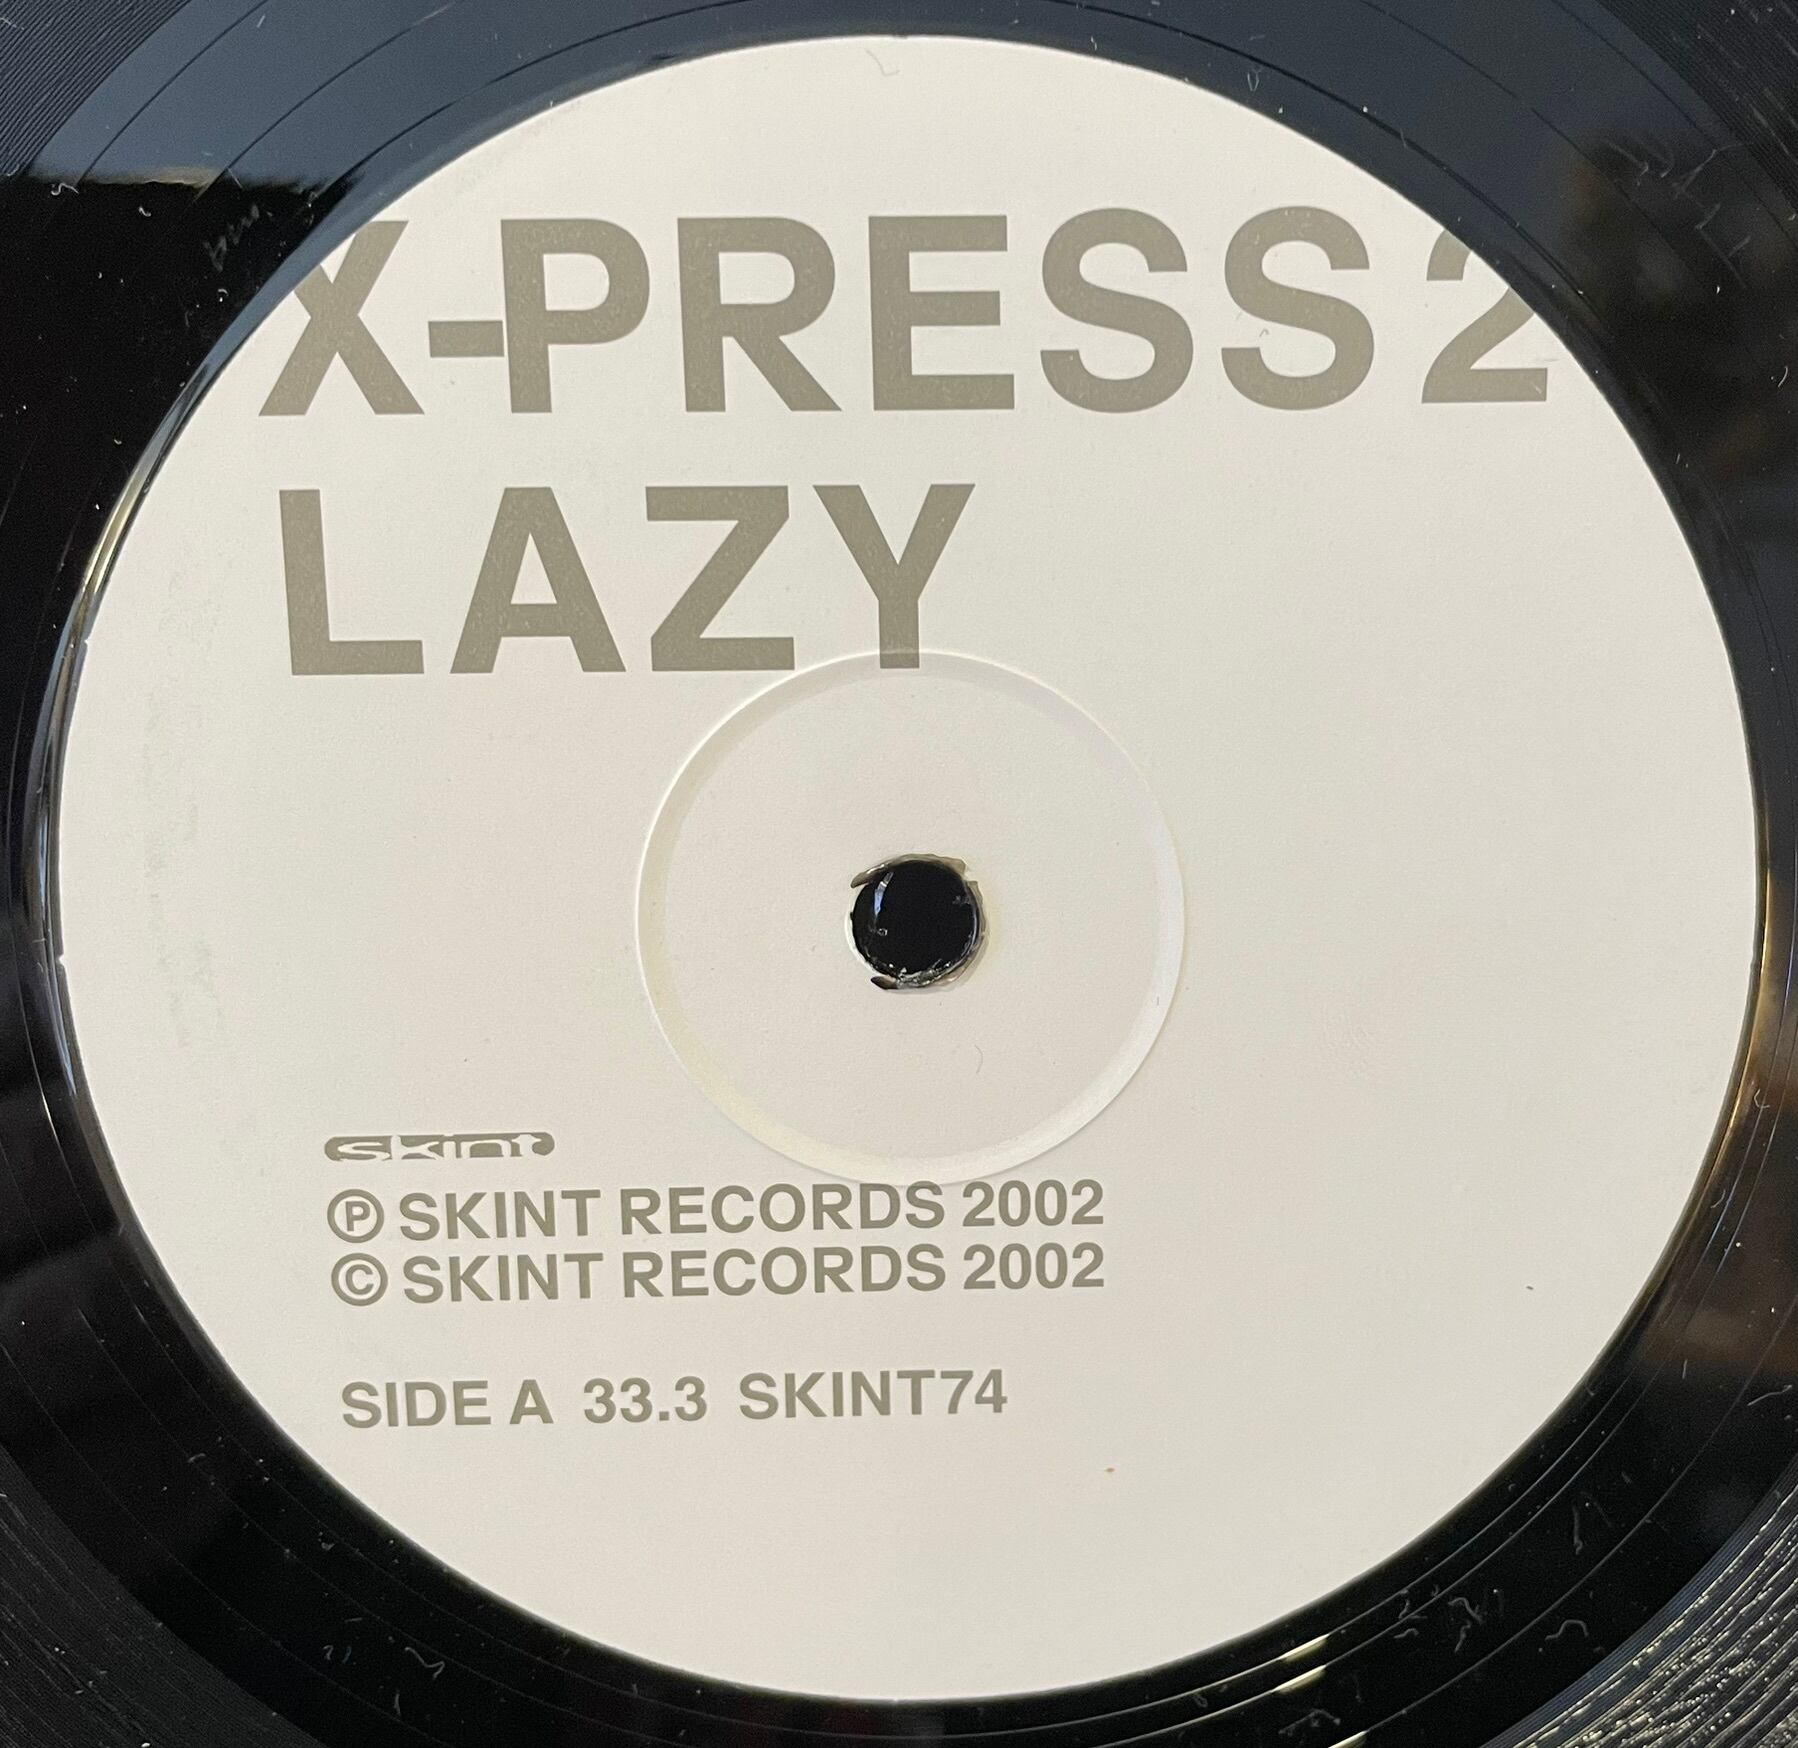 X-PRESS 2
LAZY
skint
Ⓟ SKINT RECORDS 2002
© SKINT RECORDS 2002
SIDE A 33.3 SKINT74